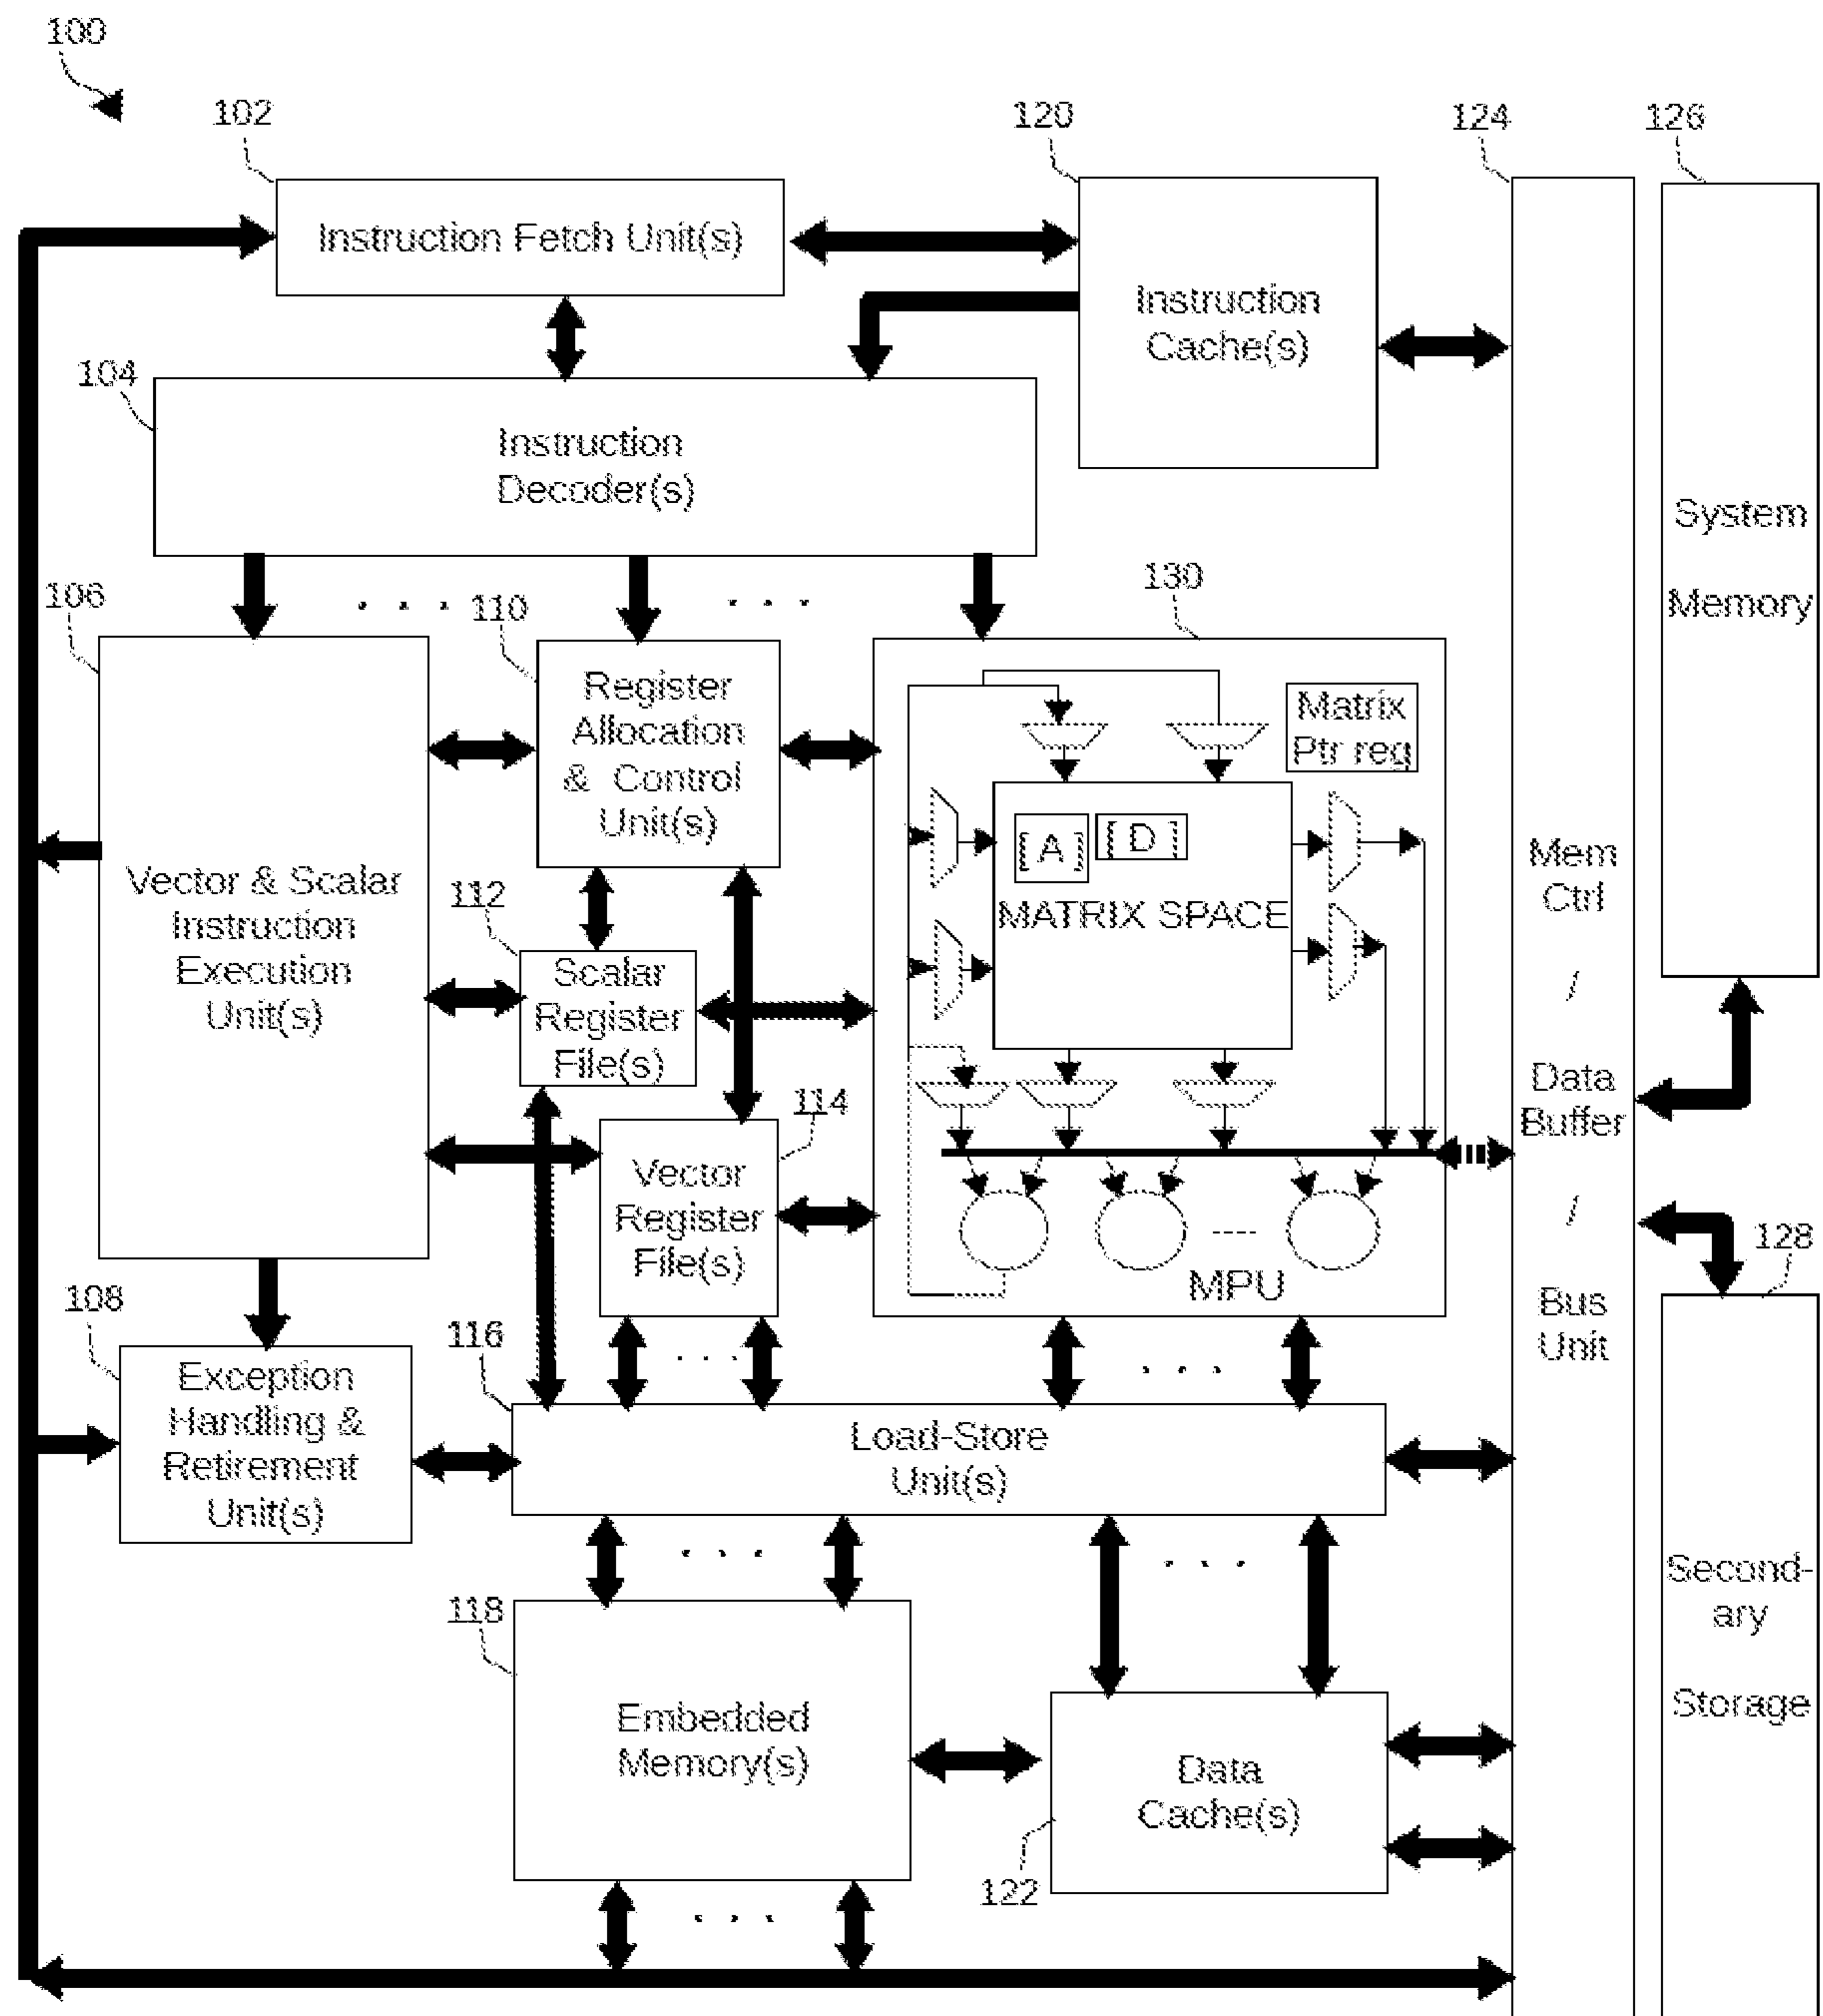 100
102
120
124
126
Instruction Fetch Unit(s)
Instruction
Cache(s)
104
Instruction
Decoder(s)
System
Memory
106
. . .
110
. . .
130
Register
Allocation
& Control
Unit(s)
Matrix
Ptr reg
[ A ]
[ D ]
MATRIX SPACE
Vector & Scalar
Instruction
Execution
Unit(s)
112
Scalar
Register
File(s)
114
Vector
Register
File(s)
MPU
Mem
Ctrl
/
Data
Buffer
/
Bus
Unit
128
108
Exception
Handling &
Retirement
Unit(s)
116
. . .
. . .
Load-Store
Unit(s)
. . .
. . .
118
Embedded
Memory(s)
Data
Cache(s)
122
Second-
ary
Storage
. . .